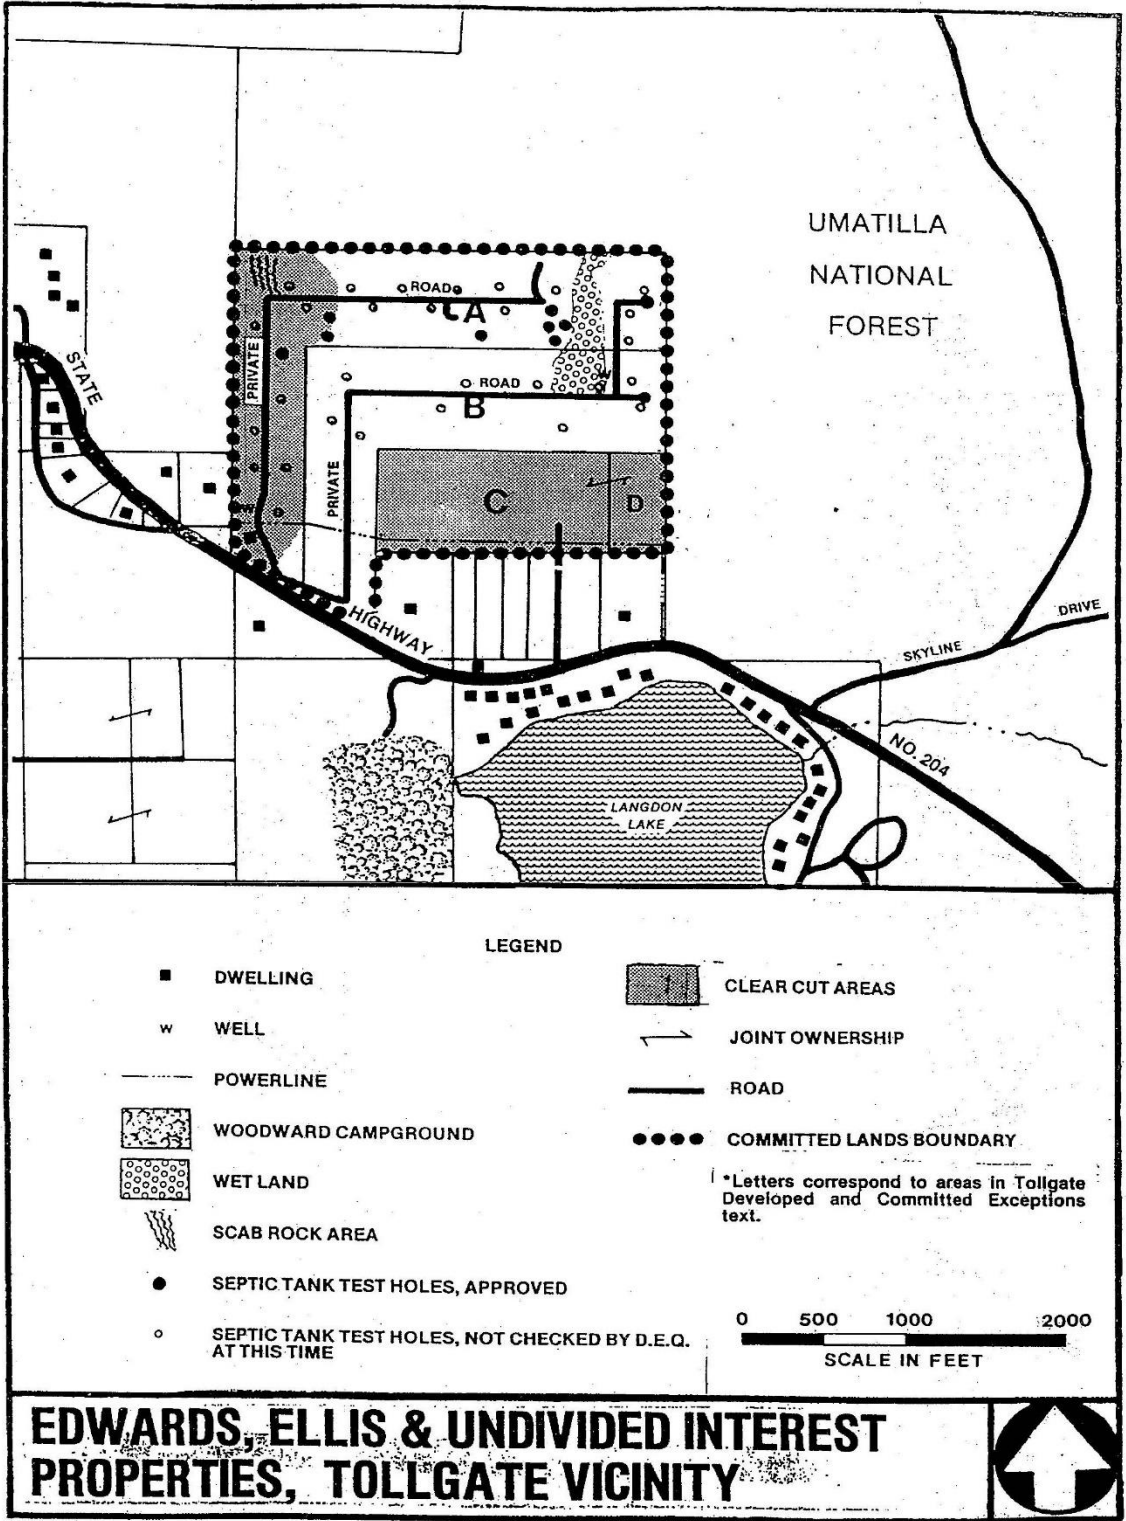 UMATILLA
NATIONAL
FOREST
ROAD
A
STATE
PRIVATE
W
ROAD
B
PRIVATE
C
D
W
HIGHWAY
DRIVE
SKYLINE
NO. 204
LANGDON
LAKE
LEGEND
DWELLING
W WELL
POWERLINE
WOODWARD CAMPGROUND
WET LAND
SCAB ROCK AREA
SEPTIC TANK TEST HOLES, APPROVED
SEPTIC TANK TEST HOLES, NOT CHECKED BY D.E.Q.
AT THIS TIME
CLEAR CUT AREAS
JOINT OWNERSHIP
ROAD
COMMITTED LANDS BOUNDARY
*Letters correspond to areas in Tollgate
Developed and Committed Exceptions
text.
0 500 1000 2000
SCALE IN FEET
EDWARDS, ELLIS & UNDIVIDED INTEREST
PROPERTIES, TOLLGATE VICINITY